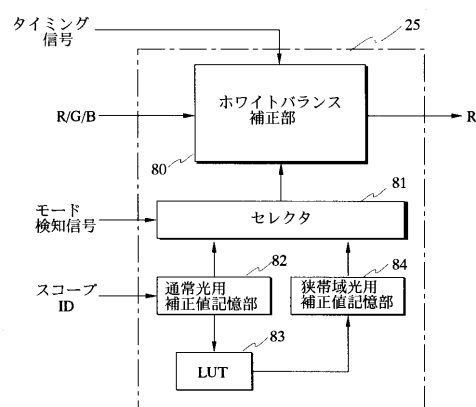 タイミング
信号
25
ホワイトバランス
補正部
R/G/B
R
80
81
モード
検知信号
セレクタ
82
84
スコープ
ID
通常光用
補正値記憶部
狭帯域光用
補正値記憶部
83
LUT